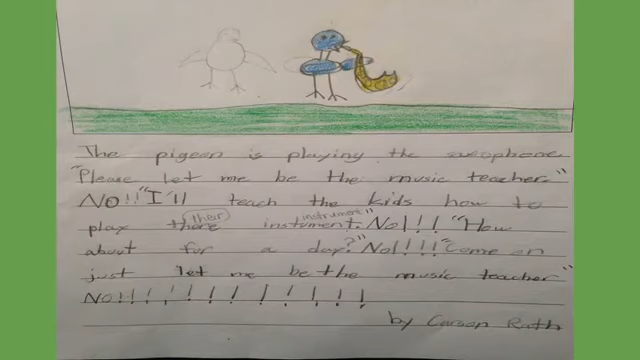 The pigeon is playing the saxophone.
"Please let me be the music teacher."
NO!! "I'll teach the kids how to
their instrument"
play there instument. No!!! "How
about for a day?" No!!!! "Come on
just let me be the music teacher"
NO!!!!!!!!!!!!!!
by Carson Ruth